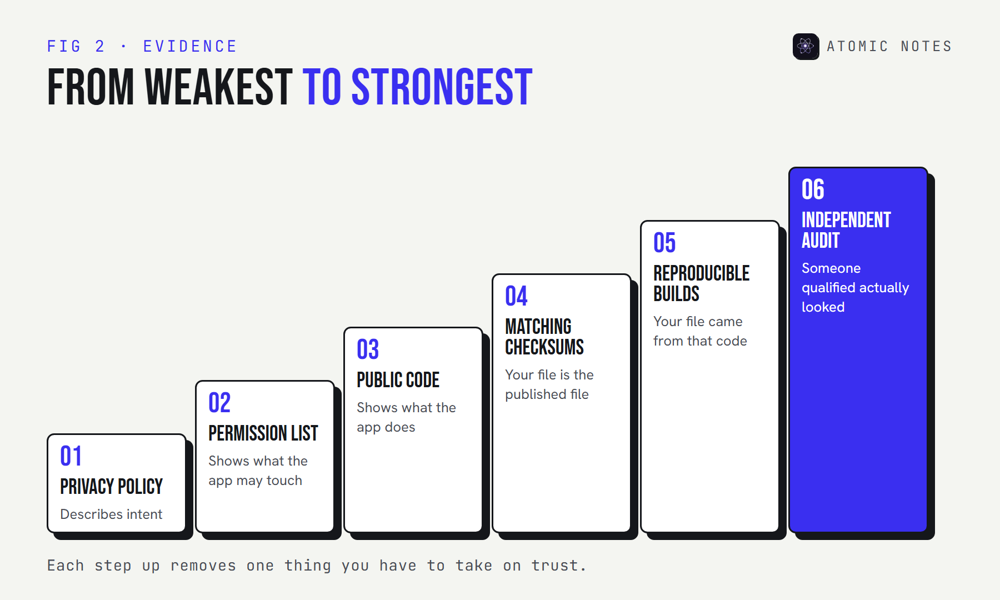 FIG 2 · EVIDENCE
ATOMIC NOTES
FROM WEAKEST TO STRONGEST
01
PRIVACY POLICY
Describes intent
02
PERMISSION LIST
Shows what the
app may touch
03
PUBLIC CODE
Shows what the
app does
04
MATCHING
CHECKSUMS
Your file is the
published file
05
REPRODUCIBLE
BUILDS
Your file came
from that code
06
INDEPENDENT
AUDIT
Someone
qualified actually
looked
Each step up removes one thing you have to take on trust.